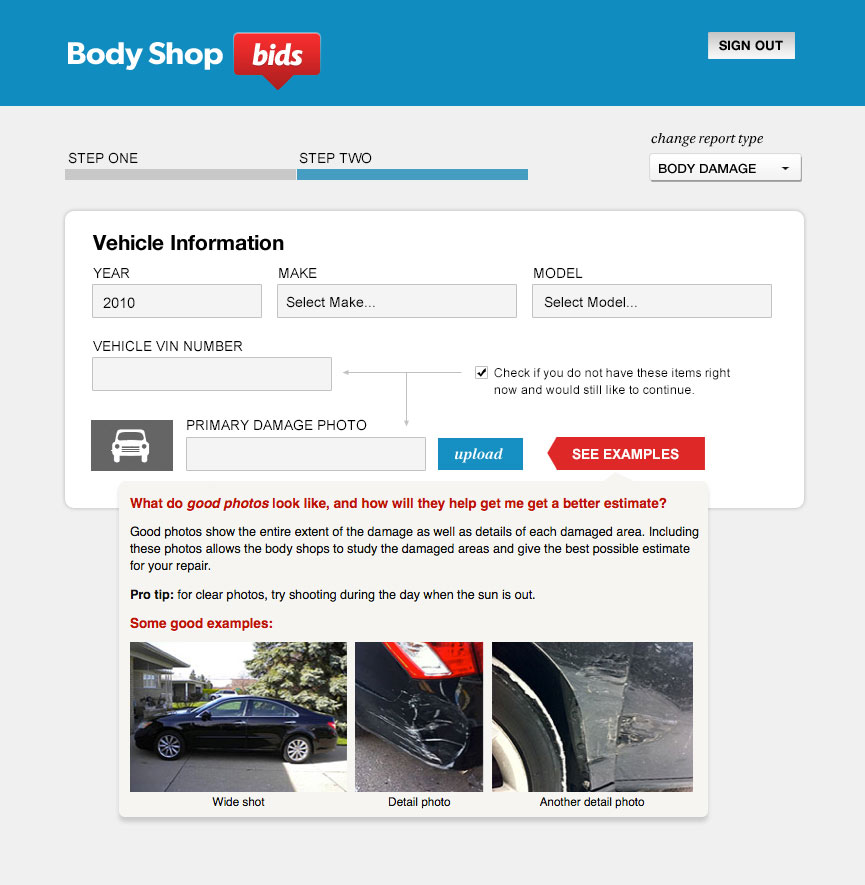 Body Shop bids
SIGN OUT
change report type
STEP ONE
STEP TWO
BODY DAMAGE
Vehicle Information
YEAR
MAKE
MODEL
2010
Select Make...
Select Model...
VEHICLE VIN NUMBER
Check if you do not have these items right
now and would still like to continue.
PRIMARY DAMAGE PHOTO
upload
SEE EXAMPLES
What do good photos look like, and how will they help get me get a better estimate?
Good photos show the entire extent of the damage as well as details of each damaged area. Including
these photos allows the body shops to study the damaged areas and give the best possible estimate
for your repair.
Pro tip: for clear photos, try shooting during the day when the sun is out.
Some good examples:
Wide shot
Detail photo
Another detail photo